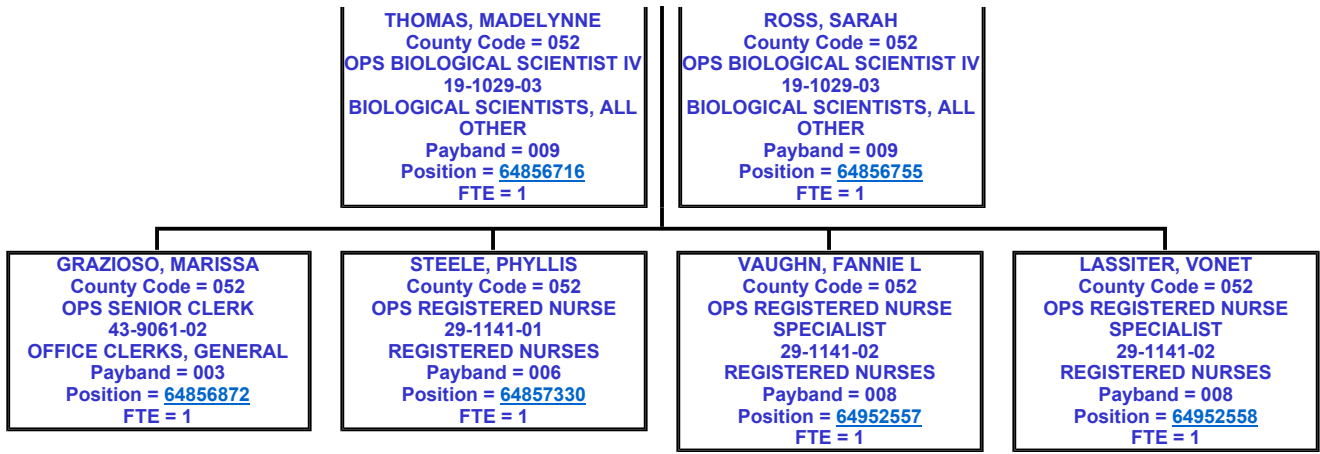 THOMAS, MADELYNNE
County Code = 052
OPS BIOLOGICAL SCIENTIST IV
19-1029-03
BIOLOGICAL SCIENTISTS, ALL
OTHER
Payband = 009
Position = 64856716
FTE = 1
ROSS, SARAH
County Code = 052
OPS BIOLOGICAL SCIENTIST IV
19-1029-03
BIOLOGICAL SCIENTISTS, ALL
OTHER
Payband = 009
Position = 64856755
FTE = 1
GRAZIOSO, MARISSA
County Code = 052
OPS SENIOR CLERK
43-9061-02
OFFICE CLERKS, GENERAL
Payband = 003
Position = 64856872
FTE = 1
STEELE, PHYLLIS
County Code = 052
OPS REGISTERED NURSE
29-1141-01
REGISTERED NURSES
Payband = 006
Position = 64857330
FTE = 1
VAUGHN, FANNIE L
County Code = 052
OPS REGISTERED NURSE
SPECIALIST
29-1141-02
REGISTERED NURSES
Payband = 008
Position = 64952557
FTE = 1
LASSITER, VONET
County Code = 052
OPS REGISTERED NURSE
SPECIALIST
29-1141-02
REGISTERED NURSES
Payband = 008
Position = 64952558
FTE = 1